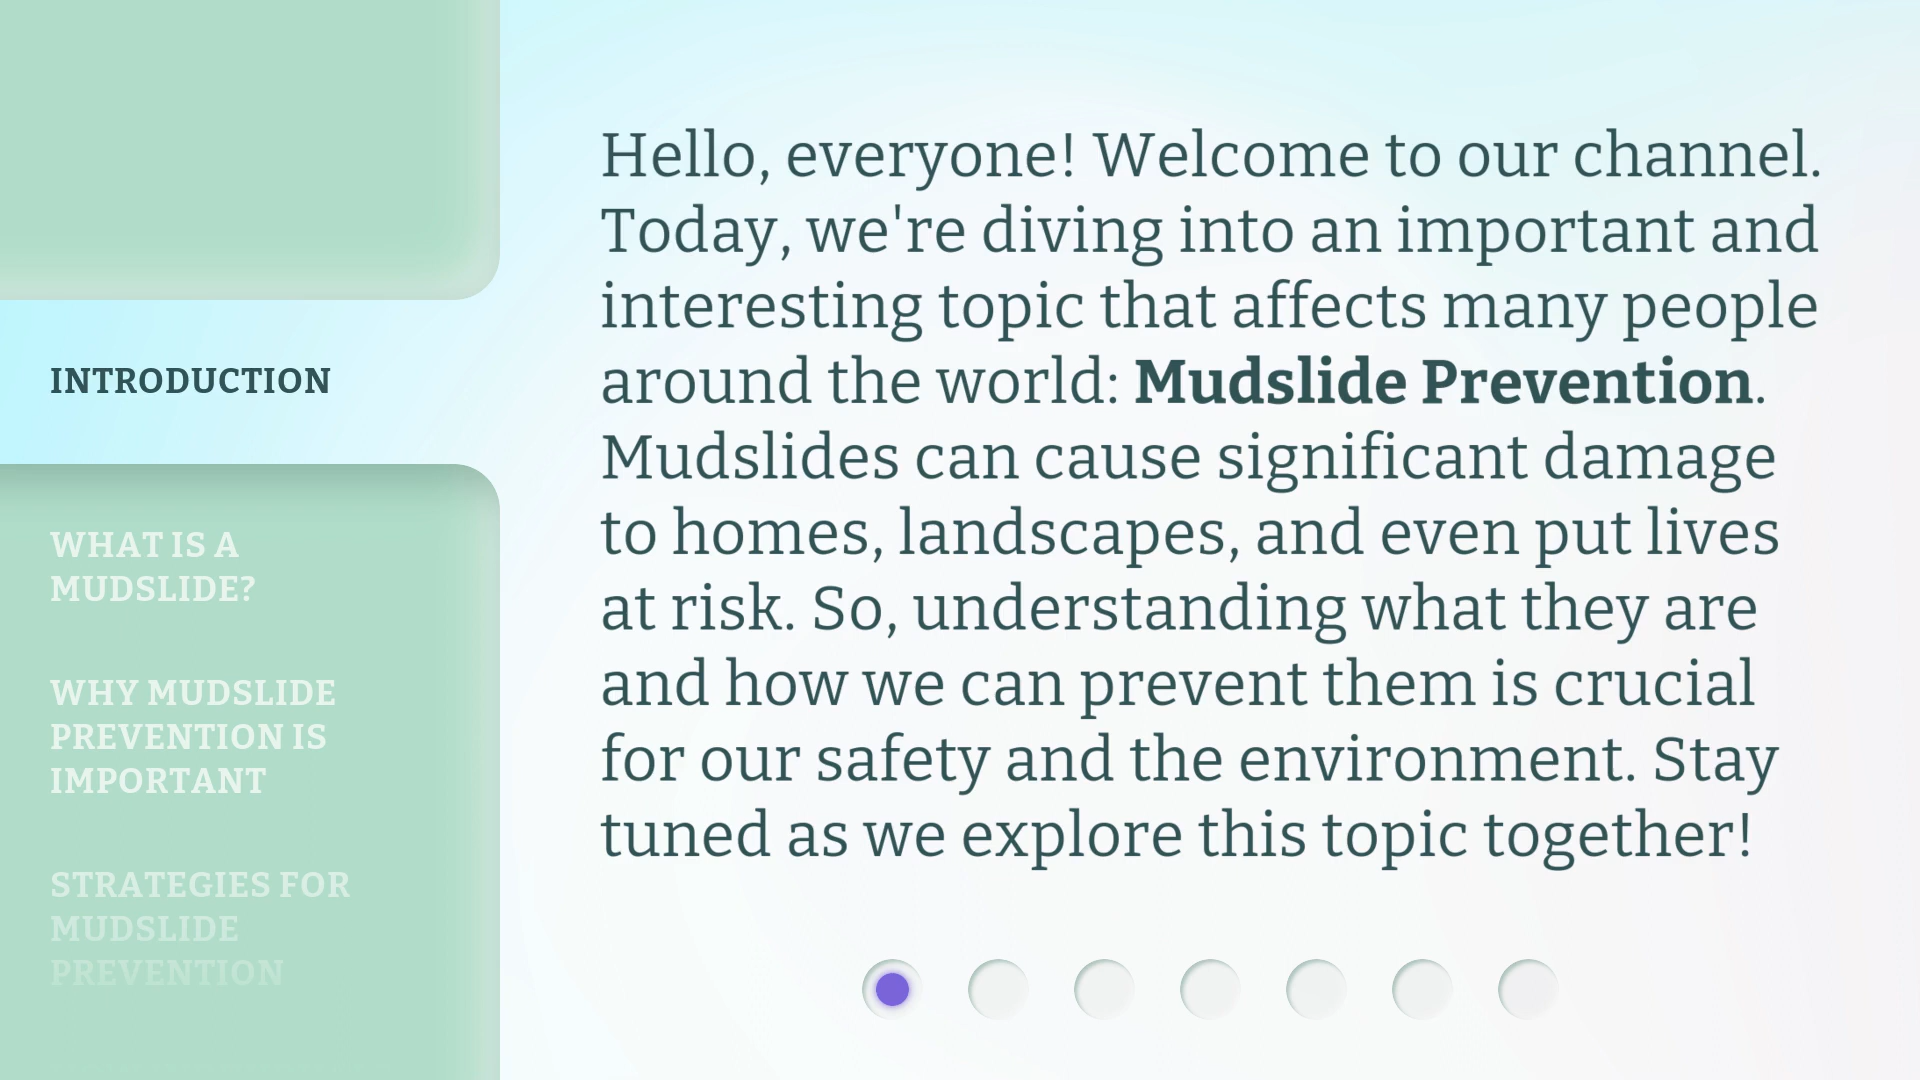 INTRODUCTION
WHAT IS A
MUDSLIDE?
WHY MUDSLIDE
PREVENTION IS
IMPORTANT
STRATEGIES FOR
MUDSLIDE
PREVENTION
Hello, everyone! Welcome to our channel.
Today, we're diving into an important and
interesting topic that affects many people
around the world: Mudslide Prevention.
Mudslides can cause significant damage
to homes, landscapes, and even put lives
at risk. So, understanding what they are
and how we can prevent them is crucial
for our safety and the environment. Stay
tuned as we explore this topic together!